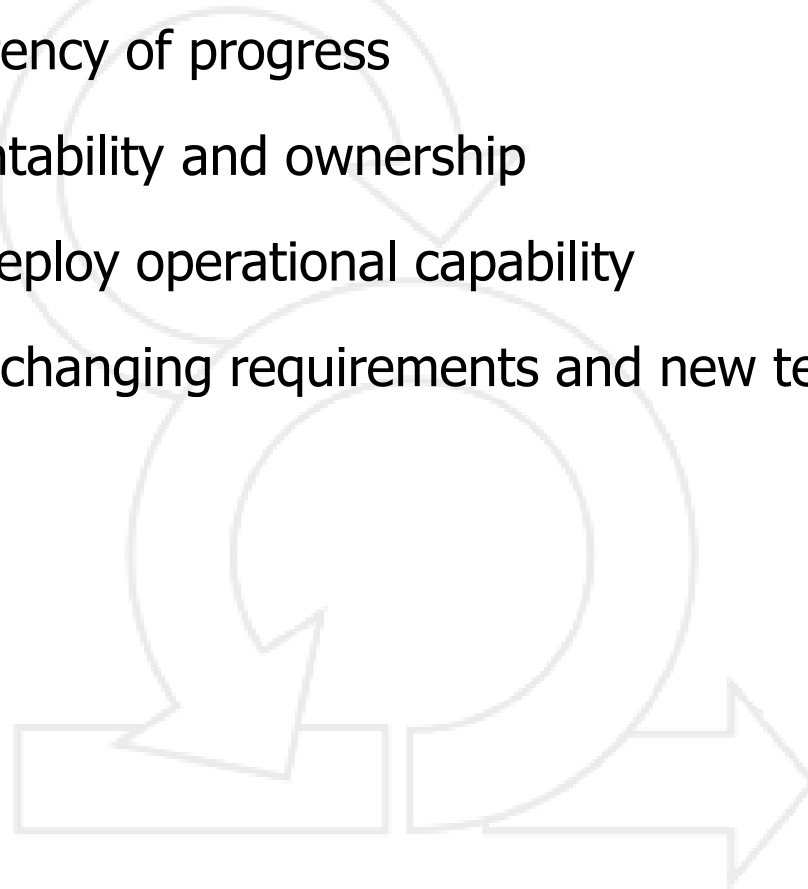 ency of progress
ntability and ownership
eploy operational capability
changing requirements and new te